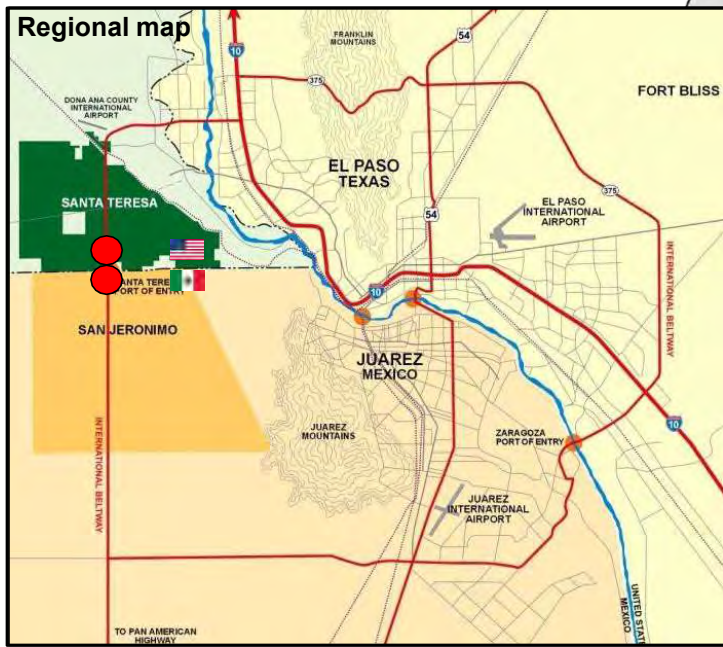 Regional map
54
FRANKLIN
MOUNTAINS
10
375
FORT BLISS
DONA ANA COUNTY
INTERNATIONAL
AIRPORT
EL PASO
TEXAS
375
SANTA TERESA
54
EL PASO
INTERNATIONAL
AIRPORT
INTERNATIONAL
BELTWAY
PORT OF ENTRY
10
SAN JERONIMO
JUAREZ
MEXICO
JUAREZ
MOUNTAINS
ZARAGOZA
PORT OF ENTRY
10
INTERNATIONAL BELTWAY
JUAREZ
INTERNATIONAL
AIRPORT
UNITED STATES
MEXICO
TO PAN AMERICAN
HIGHWAY